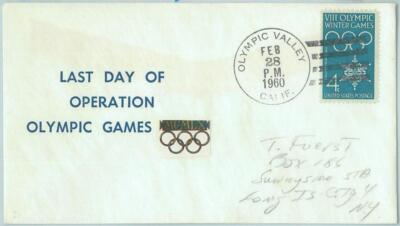 OLYMPIC VALLEY
FEB
28
P.M.
1960
CALIF.
VIII OLYMPIC
WINTER GAMES
4¢
UNITED STATES POSTAGE
LAST DAY OF
OPERATION
OLYMPIC GAMES
T. Fuerst
Box 186
Sunnyside STA
Long Is City 4
NY